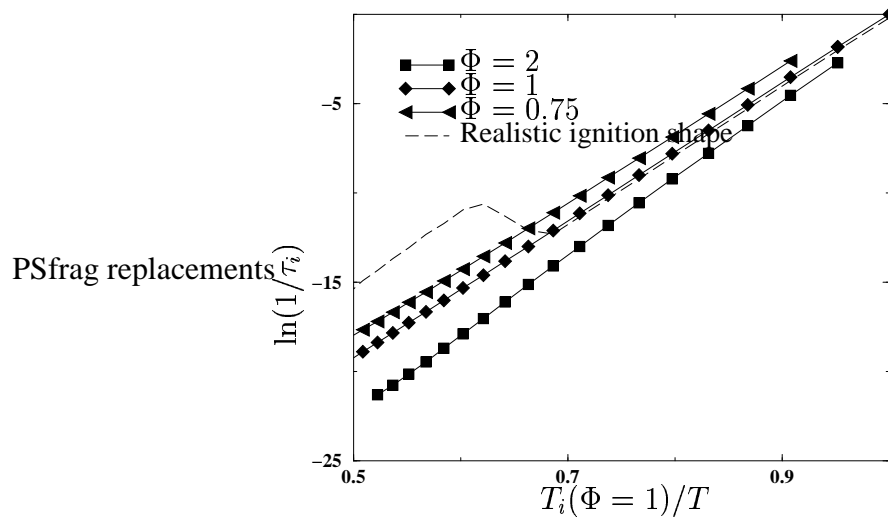 Φ = 2
Φ = 1
Φ = 0.75
Realistic ignition shape
−5
−15
−25
PSfrag replacements
ln(1/τ_i)
0.5
0.7
0.9
T_i(Φ = 1)/T